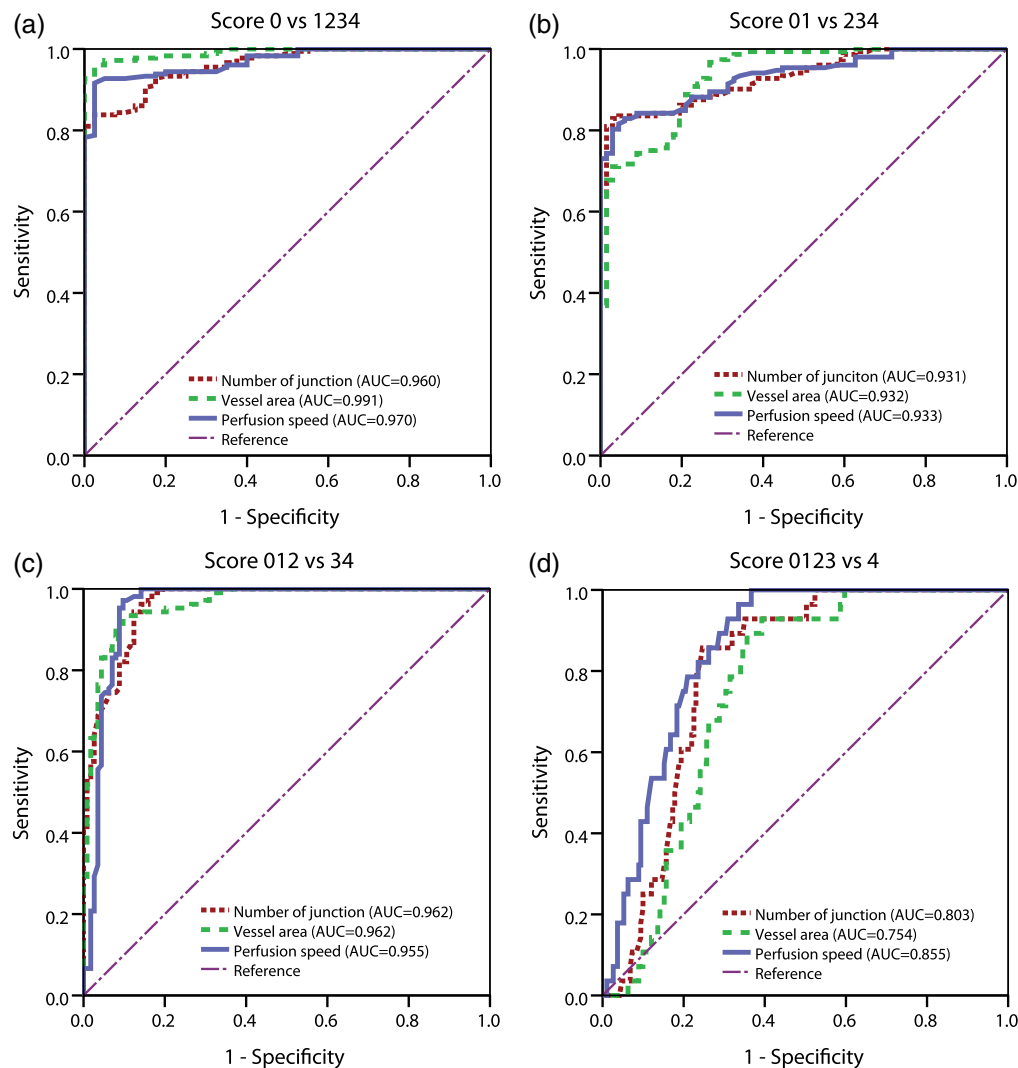 (a)
Score 0 vs 1234
1.0
0.8
0.6
0.4
0.2
0.0
Sensitivity
Number of junction (AUC=0.960)
Vessel area (AUC=0.991)
Perfusion speed (AUC=0.970)
Reference
0.0 0.2 0.4 0.6 0.8 1.0
1 - Specificity
(b)
Score 01 vs 234
1.0
0.8
0.6
0.4
0.2
0.0
Sensitivity
Number of junciton (AUC=0.931)
Vessel area (AUC=0.932)
Perfusion speed (AUC=0.933)
Reference
0.0 0.2 0.4 0.6 0.8 1.0
1 - Specificity
(c)
Score 012 vs 34
1.0
0.8
0.6
0.4
0.2
0.0
Sensitivity
Number of junction (AUC=0.962)
Vessel area (AUC=0.962)
Perfusion speed (AUC=0.955)
Reference
0.0 0.2 0.4 0.6 0.8 1.0
1 - Specificity
(d)
Score 0123 vs 4
1.0
0.8
0.6
0.4
0.2
0.0
Sensitivity
Number of junction (AUC=0.803)
Vessel area (AUC=0.754)
Perfusion speed (AUC=0.855)
Reference
0.0 0.2 0.4 0.6 0.8 1.0
1 - Specificity